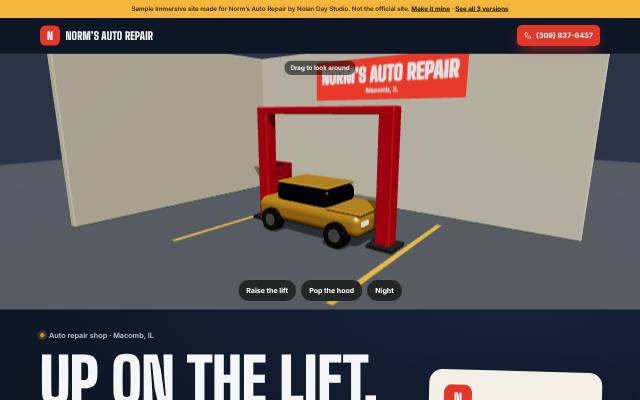 Sample Immersive site made for Norm's Auto Repair by Nolan Day Studio. Not the official site. Make it mine · See all 3 versions
N NORM'S AUTO REPAIR
(309) 837-6437
Drag to look around
NORM'S AUTO REPAIR
Macomb, IL
Raise the lift
Pop the hood
Night
Auto repair shop · Macomb, IL
UP ON THE LIFT.
N